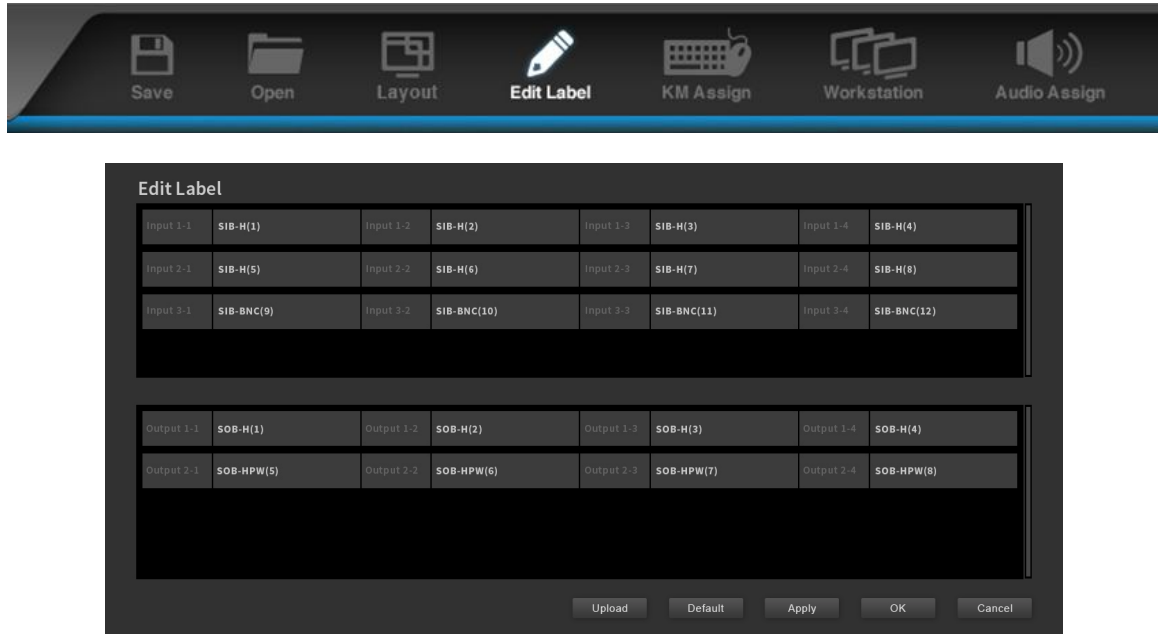 Save Open Layout Edit Label KM Assign Workstation Audio Assign
Edit Label
Input 1-1 SIB-H(1) Input 1-2 SIB-H(2) Input 1-3 SIB-H(3) Input 1-4 SIB-H(4)
Input 2-1 SIB-H(5) Input 2-2 SIB-H(6) Input 2-3 SIB-H(7) Input 2-4 SIB-H(8)
Input 3-1 SIB-BNC(9) Input 3-2 SIB-BNC(10) Input 3-3 SIB-BNC(11) Input 3-4 SIB-BNC(12)
Output 1-1 SOB-H(1) Output 1-2 SOB-H(2) Output 1-3 SOB-H(3) Output 1-4 SOB-H(4)
Output 2-1 SOB-HPW(5) Output 2-2 SOB-HPW(6) Output 2-3 SOB-HPW(7) Output 2-4 SOB-HPW(8)
Upload Default Apply OK Cancel